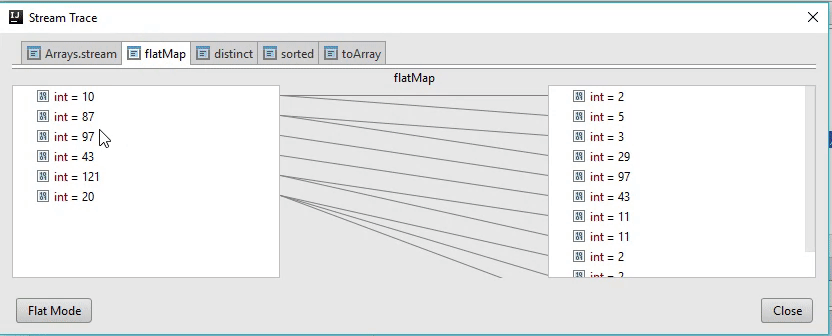 Stream Trace
Arrays.stream flatMap distinct sorted toArray
flatMap
int = 10
int = 87
int = 97
int = 43
int = 121
int = 20
int = 2
int = 5
int = 3
int = 29
int = 97
int = 43
int = 11
int = 11
int = 2
int = 2
Flat Mode
Close